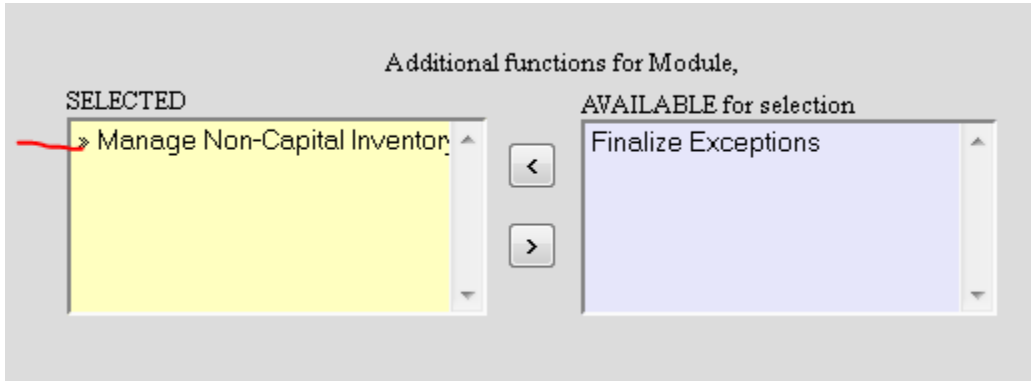 Additional functions for Module,
SELECTED
AVAILABLE for selection
» Manage Non-Capital Inventory
Finalize Exceptions
<
>